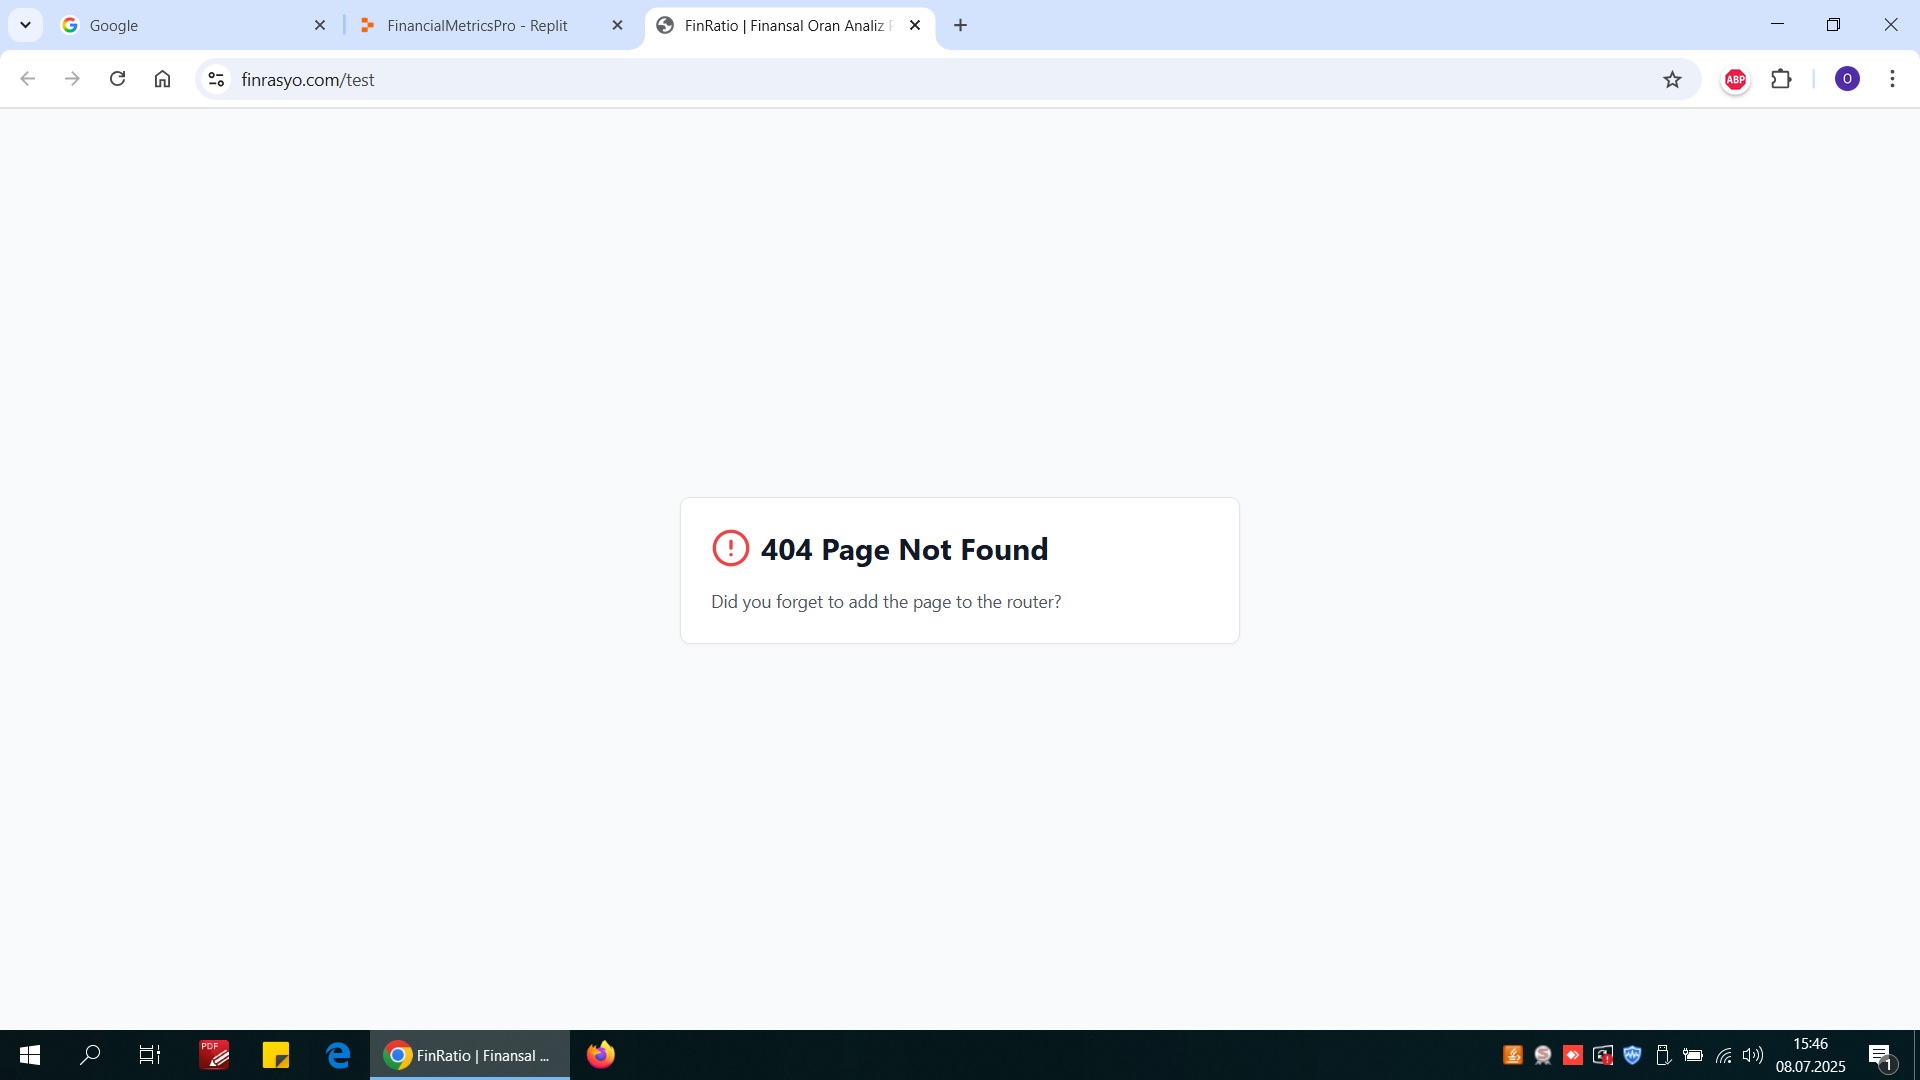 Google
FinancialMetricsPro - Replit
FinRatio | Finansal Oran Analiz
finrasyo.com/test
ABP
O
404 Page Not Found
Did you forget to add the page to the router?
PDF
FinRatio | Finansal ...
15:46
08.07.2025
1